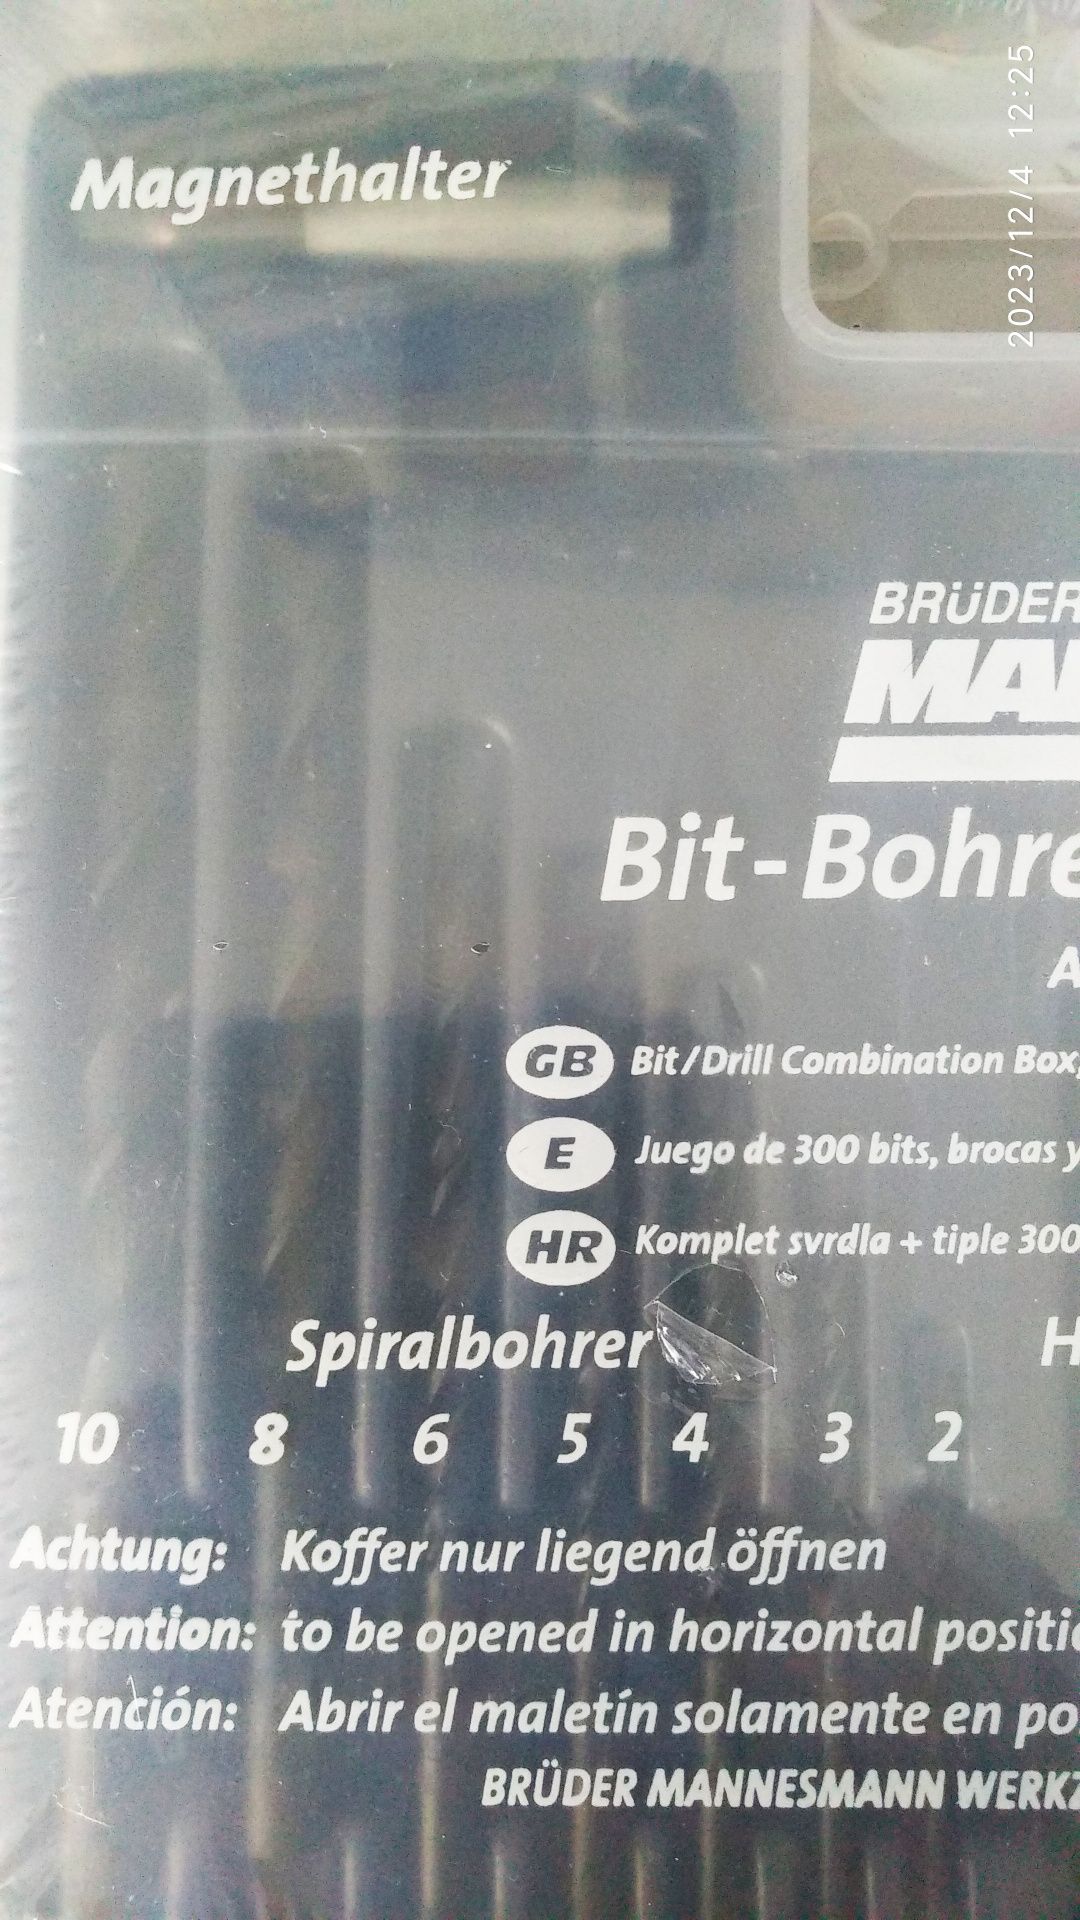 2023/12/4 12:25
Magnethalter
BRÜDER
MA
Bit-Bohre
A
GB Bit/Drill Combination Box,
E Juego de 300 bits, brocas y
HR Komplet svrdla + tiple 300
Spiralbohrer H
10 8 6 5 4 3 2
Achtung: Koffer nur liegend öffnen
Attention: to be opened in horizontal positi
Atención: Abrir el maletín solamente en po
BRÜDER MANNESMANN WERKZ